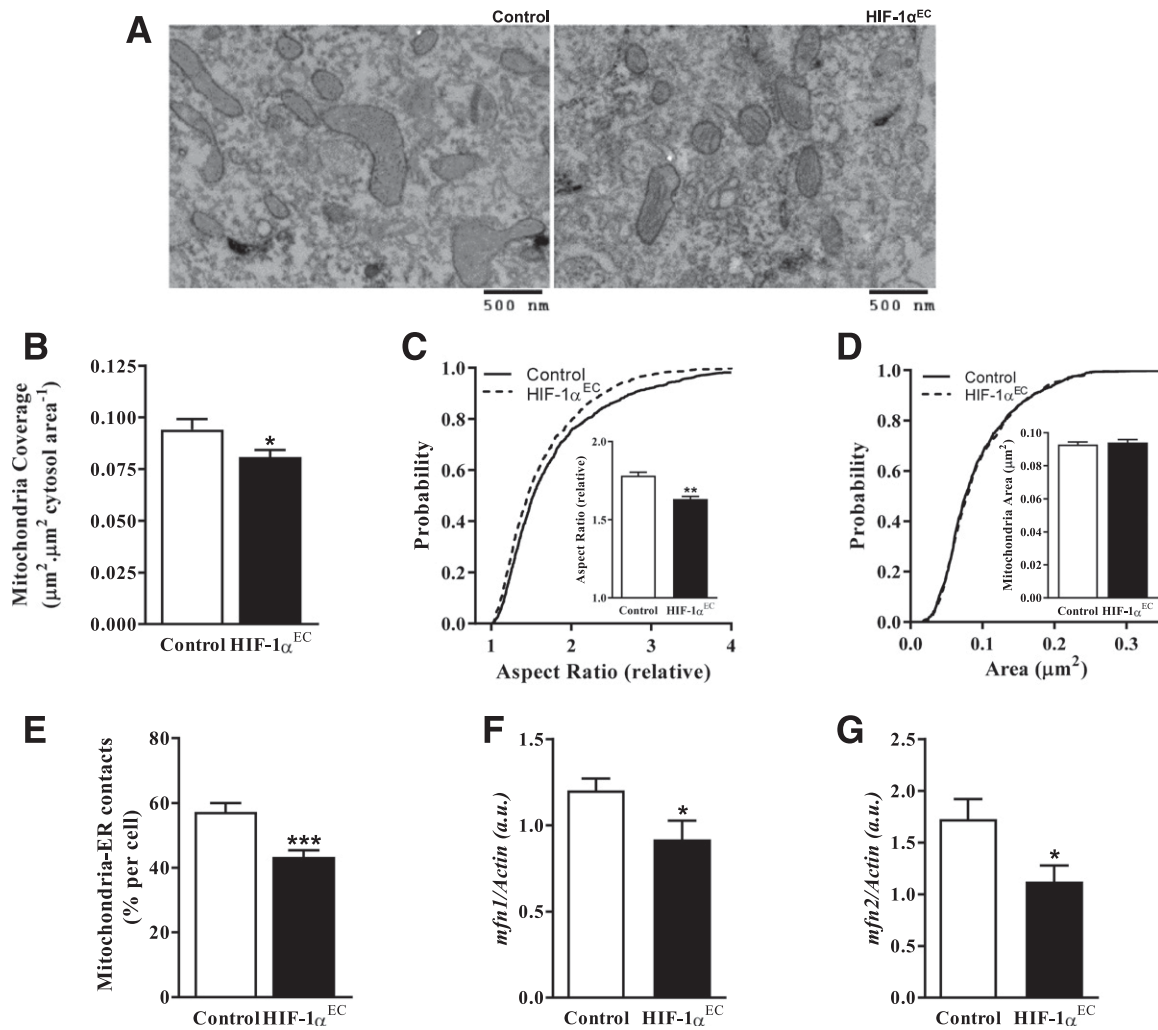 A
Control
HIF-1α^EC
500 nm
500 nm
B
Mitochondria Coverage
(μm².μm² cytosol area⁻¹)
0.125
0.100
0.075
0.050
0.025
0.000
*
Control HIF-1α^EC
C
Probability
1.0
0.8
0.6
0.4
0.2
0.0
Control
HIF-1α^EC
Aspect Ratio (relative)
2.0
1.5
1.0
**
Control HIF-1α^EC
1 2 3 4
Aspect Ratio (relative)
D
Probability
1.0
0.8
0.6
0.4
0.2
0.0
Control
HIF-1α^EC
Mitochondria Area (μm²)
0.10
0.08
0.06
0.04
0.02
0.00
Control HIF-1α^EC
0.0 0.1 0.2 0.3
Area (μm²)
E
Mitochondria-ER contacts
(% per cell)
80
60
40
20
0
***
Control HIF-1α^EC
F
mfn1/Actin (a.u.)
1.5
1.0
0.5
0.0
*
Control HIF-1α^EC
G
mfn2/Actin (a.u.)
2.5
2.0
1.5
1.0
0.5
0.0
*
Control HIF-1α^EC